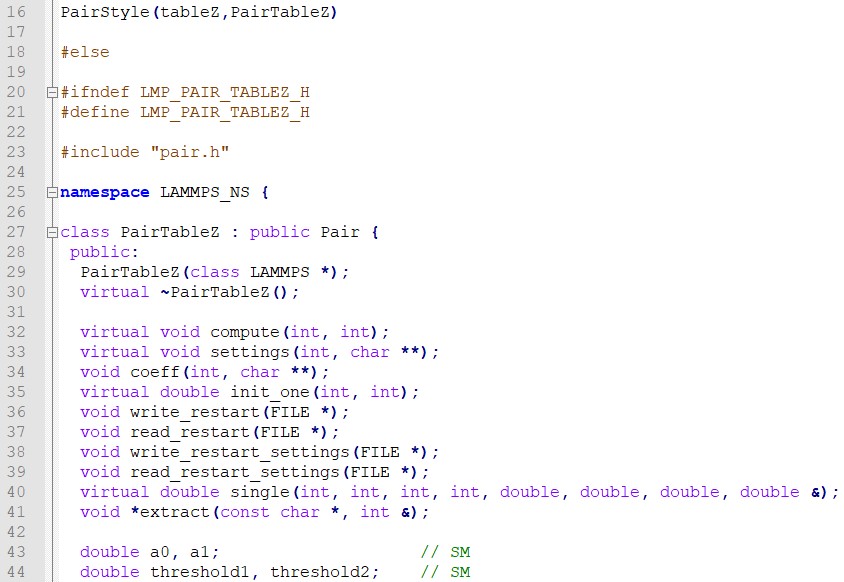 16 PairStyle(tableZ,PairTableZ)
17
18 #else
19
20 #ifndef LMP_PAIR_TABLEZ_H
21 #define LMP_PAIR_TABLEZ_H
22
23 #include "pair.h"
24
25 namespace LAMMPS_NS {
26
27 class PairTableZ : public Pair {
28  public:
29   PairTableZ(class LAMMPS *);
30   virtual ~PairTableZ();
31
32   virtual void compute(int, int);
33   virtual void settings(int, char **);
34   void coeff(int, char **);
35   virtual double init_one(int, int);
36   void write_restart(FILE *);
37   void read_restart(FILE *);
38   void write_restart_settings(FILE *);
39   void read_restart_settings(FILE *);
40   virtual double single(int, int, int, int, double, double, double, double &);
41   void *extract(const char *, int &);
42
43   double a0, a1;                    // SM
44   double threshold1, threshold2;    // SM